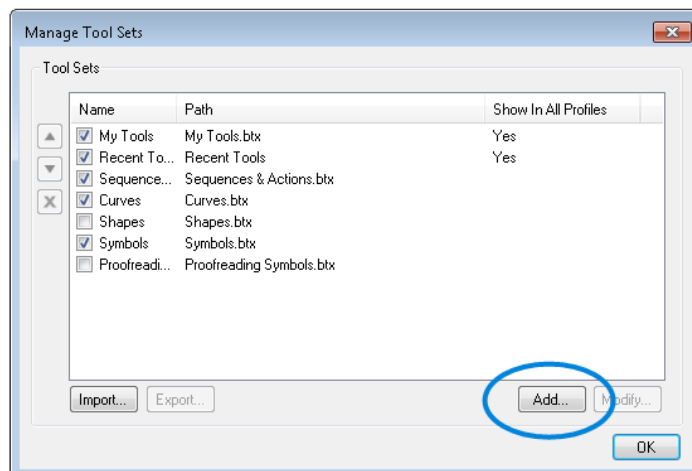 Manage Tool Sets
Tool Sets
Name Path Show In All Profiles
My Tools My Tools.btx Yes
Recent To... Recent Tools Yes
Sequence... Sequences & Actions.btx
Curves Curves.btx
Shapes Shapes.btx
Symbols Symbols.btx
Proofreadi... Proofreading Symbols.btx
Import... Export... Add... Modify...
OK